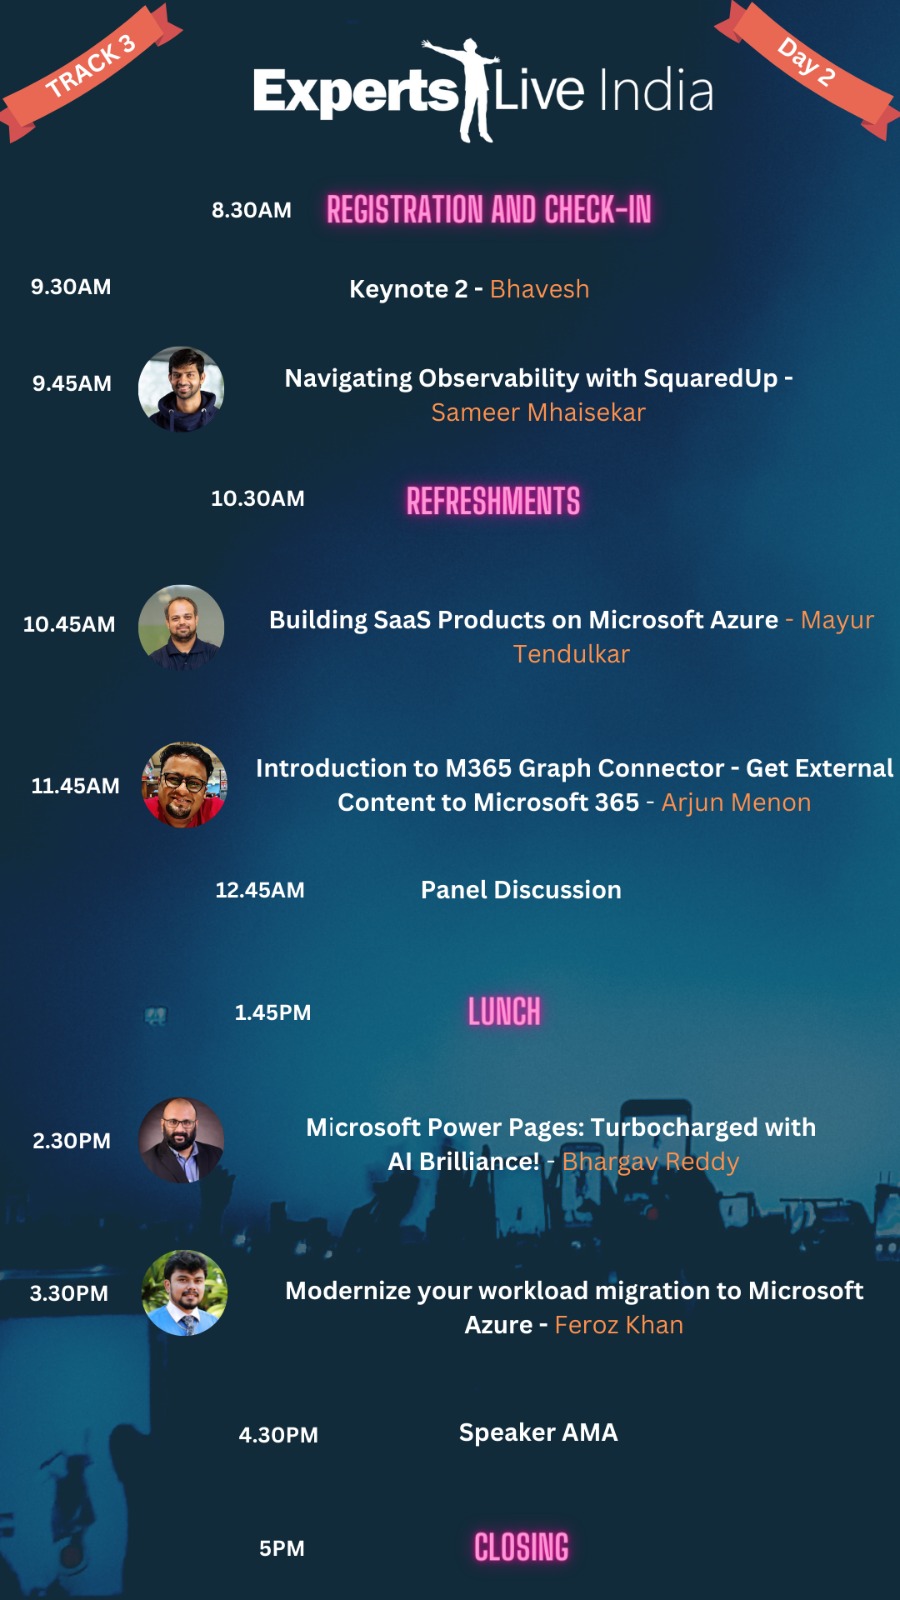 TRACK 3
Day 2
Experts Live India
8.30AM REGISTRATION AND CHECK-IN
9.30AM Keynote 2 - Bhavesh
9.45AM Navigating Observability with SquaredUp -
Sameer Mhaisekar
10.30AM REFRESHMENTS
10.45AM Building SaaS Products on Microsoft Azure - Mayur
Tendulkar
11.45AM Introduction to M365 Graph Connector - Get External
Content to Microsoft 365 - Arjun Menon
12.45AM Panel Discussion
1.45PM LUNCH
2.30PM Microsoft Power Pages: Turbocharged with
AI Brilliance! - Bhargav Reddy
3.30PM Modernize your workload migration to Microsoft
Azure - Feroz Khan
4.30PM Speaker AMA
5PM CLOSING